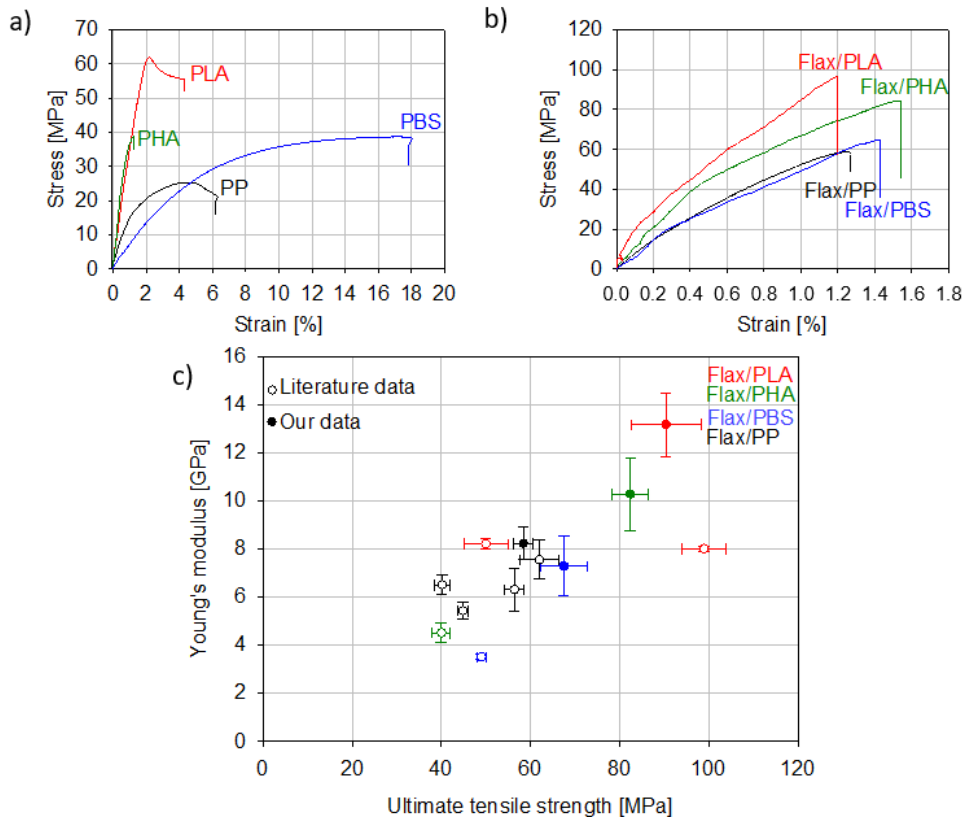 a)
70
60
50
40
30
20
10
0
Stress [MPa]
PLA
PHA
PBS
PP
0 2 4 6 8 10 12 14 16 18 20
Strain [%]
b)
120
100
80
60
40
20
0
Stress [MPa]
Flax/PLA
Flax/PHA
Flax/PP
Flax/PBS
0.0 0.2 0.4 0.6 0.8 1.0 1.2 1.4 1.6 1.8
Strain [%]
c)
16
14
12
10
8
6
4
2
0
Young's modulus [GPa]
Literature data
Our data
Flax/PLA
Flax/PHA
Flax/PBS
Flax/PP
0 20 40 60 80 100 120
Ultimate tensile strength [MPa]